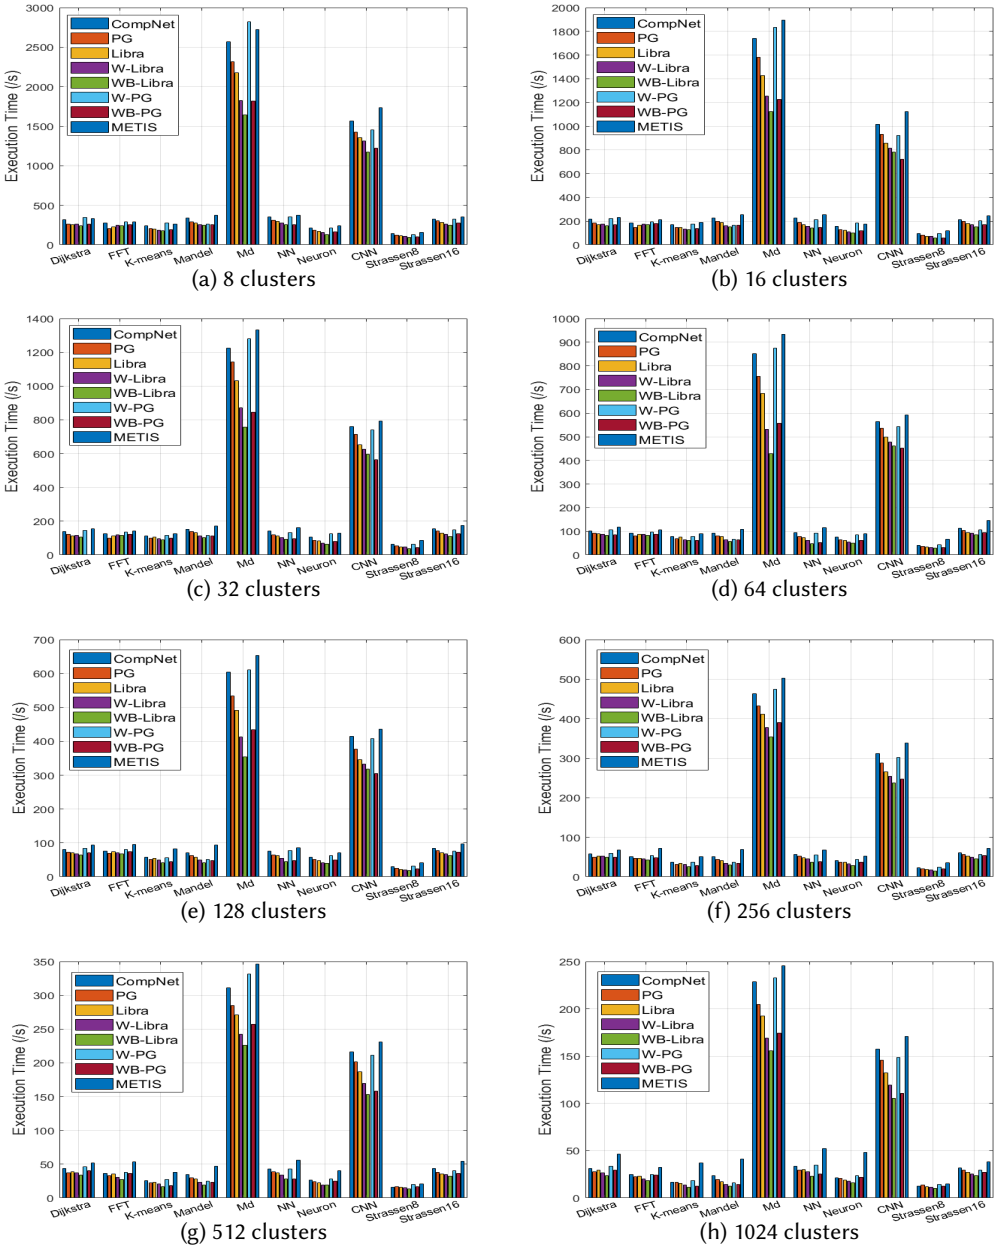 3000
2500
2000
1500
1000
500
0
Execution Time (/s)
CompNet
PG
Libra
W-Libra
WB-Libra
W-PG
WB-PG
METIS
Dijkstra
FFT
K-means
Mandel
Md
NN
Neuron
CNN
Strassen8
Strassen16
(a) 8 clusters
2000
1800
1600
1400
1200
1000
800
600
400
200
0
Execution Time (/s)
CompNet
PG
Libra
W-Libra
WB-Libra
W-PG
WB-PG
METIS
Dijkstra
FFT
K-means
Mandel
Md
NN
Neuron
CNN
Strassen8
Strassen16
(b) 16 clusters
1400
1200
1000
800
600
400
200
0
Execution Time (/s)
CompNet
PG
Libra
W-Libra
WB-Libra
W-PG
WB-PG
METIS
Dijkstra
FFT
K-means
Mandel
Md
NN
Neuron
CNN
Strassen8
Strassen16
(c) 32 clusters
1000
900
800
700
600
500
400
300
200
100
0
Execution Time (/s)
CompNet
PG
Libra
W-Libra
WB-Libra
W-PG
WB-PG
METIS
Dijkstra
FFT
K-means
Mandel
Md
NN
Neuron
CNN
Strassen8
Strassen16
(d) 64 clusters
700
600
500
400
300
200
100
0
Execution Time (/s)
CompNet
PG
Libra
W-Libra
WB-Libra
W-PG
WB-PG
METIS
Dijkstra
FFT
K-means
Mandel
Md
NN
Neuron
CNN
Strassen8
Strassen16
(e) 128 clusters
600
500
400
300
200
100
0
Execution Time (/s)
CompNet
PG
Libra
W-Libra
WB-Libra
W-PG
WB-PG
METIS
Dijkstra
FFT
K-means
Mandel
Md
NN
Neuron
CNN
Strassen8
Strassen16
(f) 256 clusters
350
300
250
200
150
100
50
0
Execution Time (/s)
CompNet
PG
Libra
W-Libra
WB-Libra
W-PG
WB-PG
METIS
Dijkstra
FFT
K-means
Mandel
Md
NN
Neuron
CNN
Strassen8
Strassen16
(g) 512 clusters
250
200
150
100
50
0
Execution Time (/s)
CompNet
PG
Libra
W-Libra
WB-Libra
W-PG
WB-PG
METIS
Dijkstra
FFT
K-means
Mandel
Md
NN
Neuron
CNN
Strassen8
Strassen16
(h) 1024 clusters